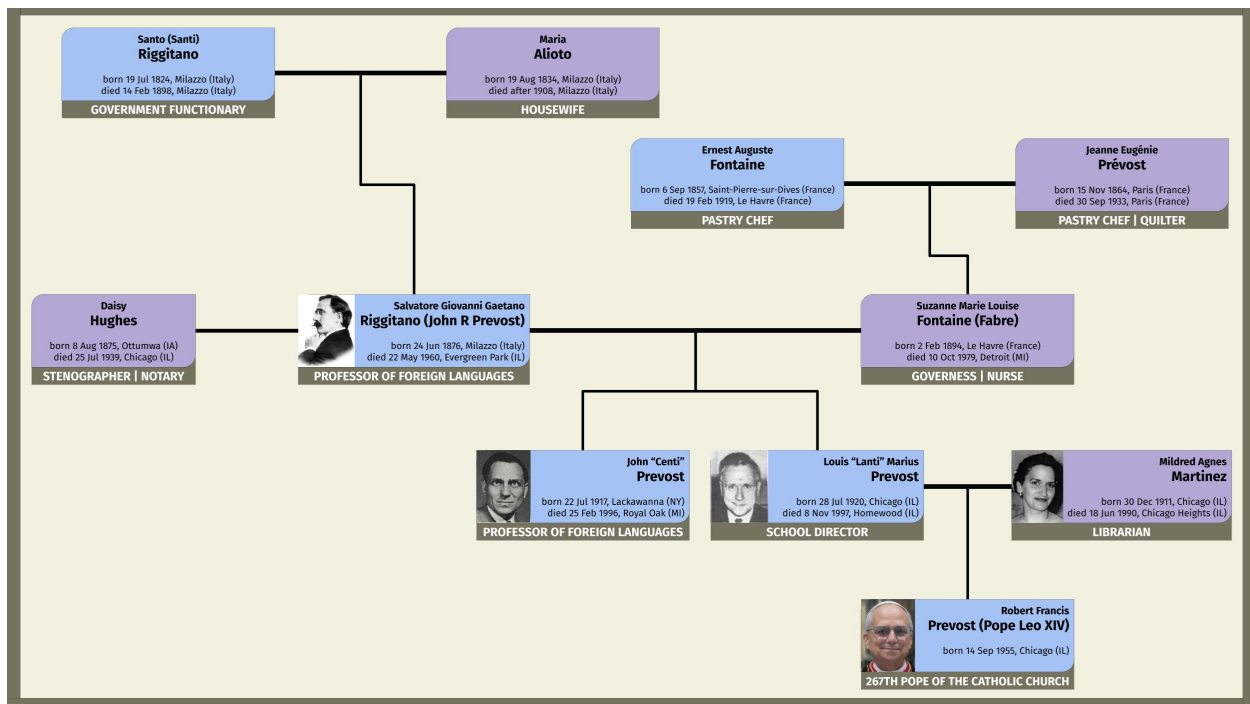 Santo (Santi)
Riggitano
born 19 Jul 1824, Milazzo (Italy)
died 14 Feb 1898, Milazzo (Italy)
GOVERNMENT FUNCTIONARY
Maria
Alioto
born 19 Aug 1834, Milazzo (Italy)
died after 1908, Milazzo (Italy)
HOUSEWIFE
Ernest Auguste
Fontaine
born 6 Sep 1857, Saint-Pierre-sur-Dives (France)
died 19 Feb 1919, Le Havre (France)
PASTRY CHEF
Jeanne Eugénie
Prévost
born 15 Nov 1864, Paris (France)
died 30 Sep 1933, Paris (France)
PASTRY CHEF | QUILTER
Daisy
Hughes
born 8 Aug 1875, Ottumwa (IA)
died 25 Jul 1939, Chicago (IL)
STENOGRAPHER | NOTARY
Salvatore Giovanni Gaetano
Riggitano (John R Prevost)
born 24 Jun 1876, Milazzo (Italy)
died 22 May 1960, Evergreen Park (IL)
PROFESSOR OF FOREIGN LANGUAGES
Suzanne Marie Louise
Fontaine (Fabre)
born 2 Feb 1894, Le Havre (France)
died 10 Oct 1979, Detroit (MI)
GOVERNESS | NURSE
John “Centi”
Prevost
born 22 Jul 1917, Lackawanna (NY)
died 25 Feb 1996, Royal Oak (MI)
PROFESSOR OF FOREIGN LANGUAGES
Louis “Lanti” Marius
Prevost
born 28 Jul 1920, Chicago (IL)
died 8 Nov 1997, Homewood (IL)
SCHOOL DIRECTOR
Mildred Agnes
Martinez
born 30 Dec 1911, Chicago (IL)
died 18 Jun 1990, Chicago Heights (IL)
LIBRARIAN
Robert Francis
Prevost (Pope Leo XIV)
born 14 Sep 1955, Chicago (IL)
267TH POPE OF THE CATHOLIC CHURCH